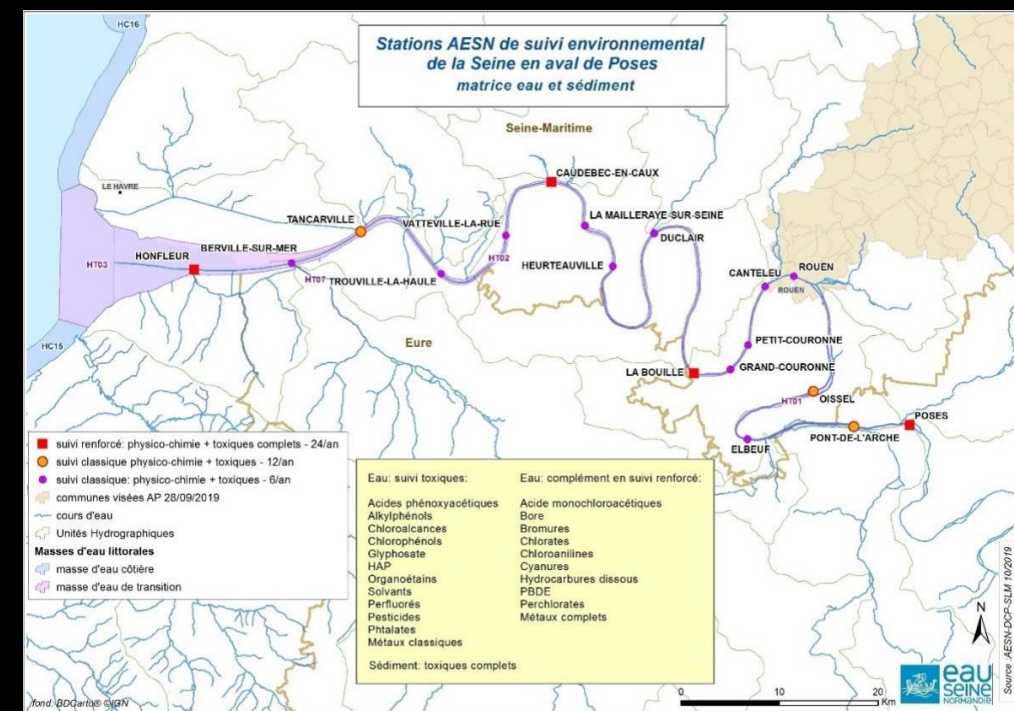 HC16
Stations AESN de suivi environnemental
de la Seine en aval de Poses
matrice eau et sédiment
Seine-Maritime
LE HAVRE
CAUDEBEC-EN-CAUX
TANCARVILLE
VATTEVILLE-LA-RUE
LA MAILLERAYE-SUR-SEINE
DUCLAIR
BERVILLE-SUR-MER
HONFLEUR
HT03
HT07
TROUVILLE-LA-HAULE
HT02
HEURTEAUVILLE
CANTELEU
ROUEN
ROUEN
HC15
Eure
PETIT-COURONNE
LA BOUILLE
GRAND-COURONNE
HT01
OISSEL
POSES
PONT-DE-L'ARCHE
ELBEUF
suivi renforcé: physico-chimie + toxiques complets - 24/an
suivi classique physico-chimie + toxiques - 12/an
suivi classique: physico-chimie + toxiques - 6/an
communes visées AP 28/09/2019
cours d'eau
Unités Hydrographiques
Masses d'eau littorales
masse d'eau côtière
masse d'eau de transition
Eau: suivi toxiques:
Acides phénoxyacétiques
Alkylphénols
Chloroalcances
Chlorophénols
Glyphosate
HAP
Organoétains
Solvants
Perfluorés
Pesticides
Phtalates
Métaux classiques
Sédiment: toxiques complets
Eau: complément en suivi renforcé:
Acide monochloroacétiques
Bore
Bromures
Chlorates
Chloroanilines
Cyanures
Hydrocarbures dissous
PBDE
Perchlorates
Métaux complets
N
0 10 20
Km
eau
SEINE
NORMANDIE
Source :AESN-DCP-SLM 10/2019
fond: BDCarto® ©IGN